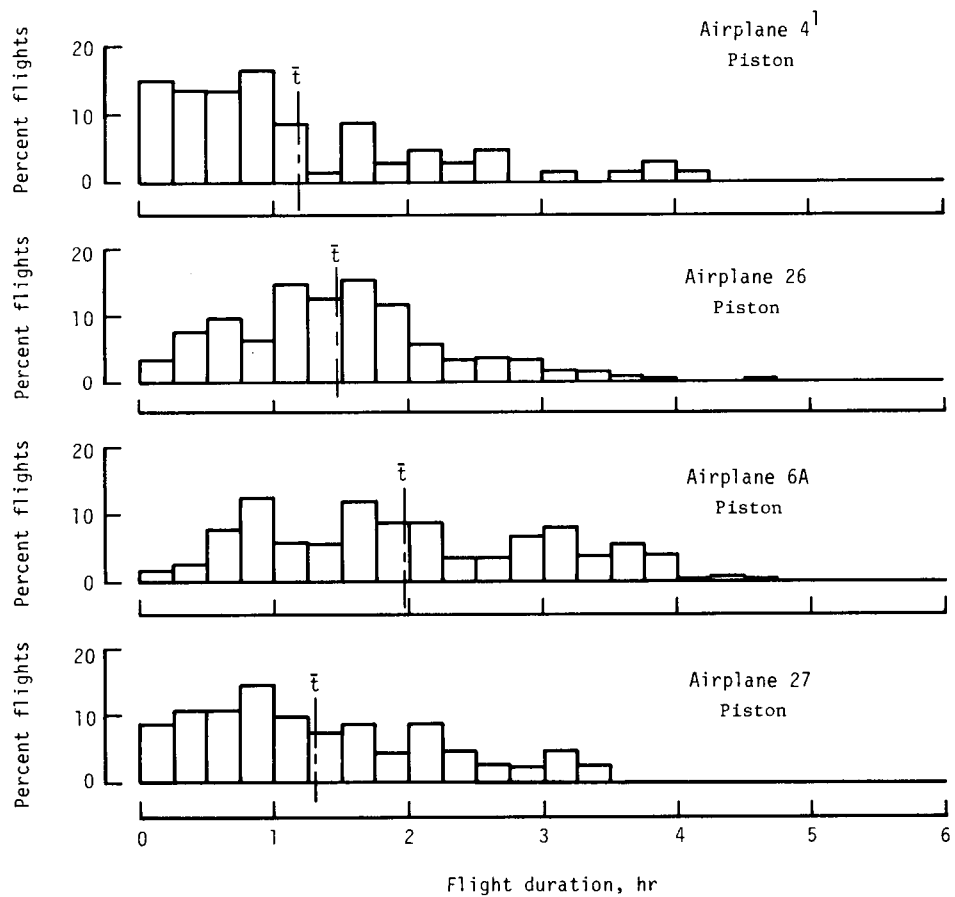 Airplane 4¹
Piston
Percent flights
20
10
0
t̄
Airplane 26
Piston
Percent flights
20
10
0
t̄
Airplane 6A
Piston
Percent flights
20
10
0
t̄
Airplane 27
Piston
Percent flights
20
10
0
t̄
0 1 2 3 4 5 6
Flight duration, hr